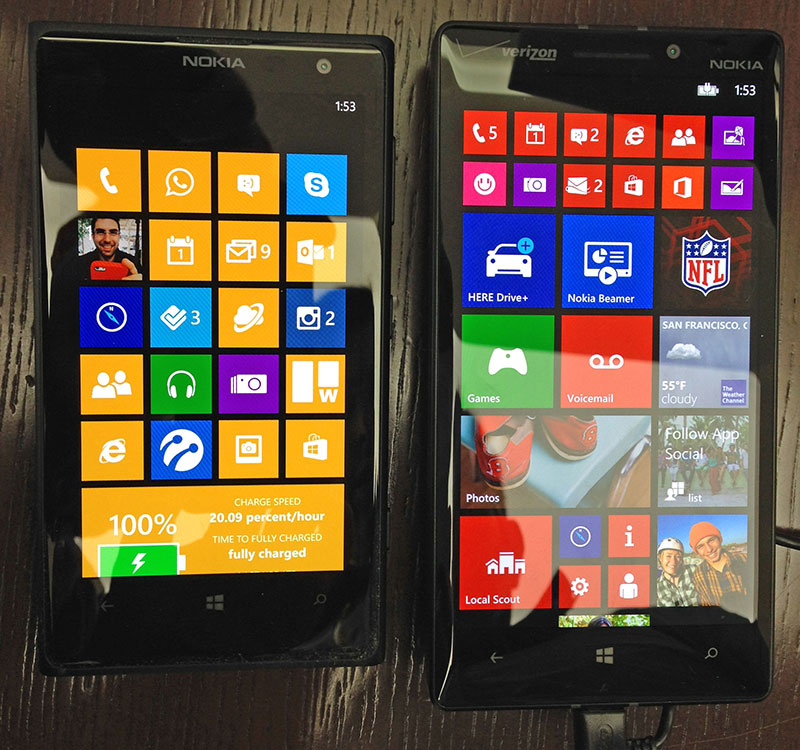 NOKIA
1:53
1
9
1
3
2
W
100%
CHARGE SPEED
20.09 percent/hour
TIME TO FULLY CHARGED
fully charged
verizon
NOKIA
1:53
5
1
2
2
HERE Drive+
Nokia Beamer
NFL
Games
Voicemail
SAN FRANCISCO, C
55°F
cloudy
The
Weather
Channel
Photos
Follow App
Social
list
Local Scout